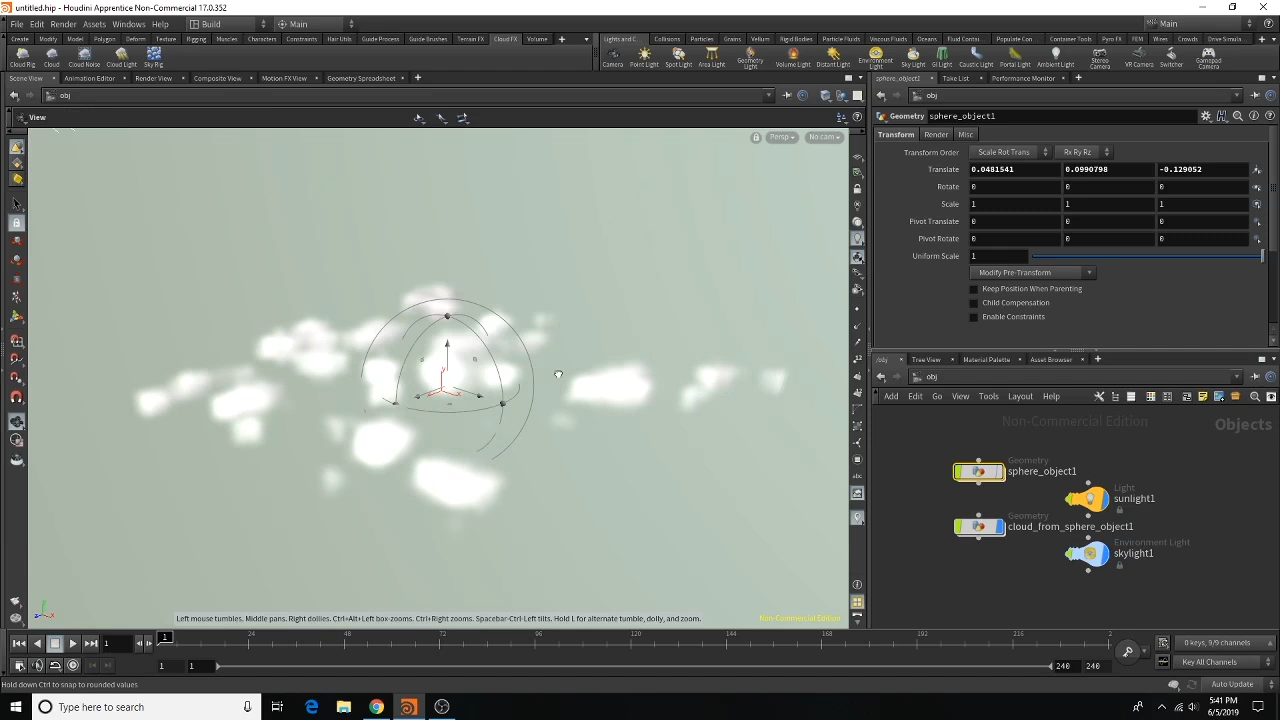 untitled.hip - Houdini Apprentice Non-Commercial 17.0.352
File Edit Render Assets Windows Help Build Main Main
Create Modify Model Polygon Deform Texture Rigging Muscles Characters Constraints Hair Utils Guide Process Guide Brushes Terrain FX Cloud FX Volume
Lights and C... Collisions Particles Grains Vellum Rigid Bodies Particle Fluids Viscous Fluids Oceans Fluid Contai... Populate Con... Container Tools Pyro FX FEM Wires Crowds Drive Simula...
Cloud Rig Cloud Cloud Noise Cloud Light Sky Rig
Camera Point Light Spot Light Area Light Geometry Light Volume Light Distant Light Environment Light Sky Light GI Light Caustic Light Portal Light Ambient Light Stereo Camera VR Camera Switcher Gamepad Camera
Scene View Animation Editor Render View Composite View Motion FX View Geometry Spreadsheet
sphere_object1 Take List Performance Monitor
obj
obj
View
Persp No cam
Geometry sphere_object1
Transform Render Misc
Transform Order Scale Rot Trans Rx Ry Rz
Translate 0.0481541 0.0990798 -0.129052
Rotate 0 0 0
Scale 1 1 1
Pivot Translate 0 0 0
Pivot Rotate 0 0 0
Uniform Scale 1
Modify Pre-Transform
Keep Position When Parenting
Child Compensation
Enable Constraints
/obj Tree View Material Palette Asset Browser
obj
Add Edit Go View Tools Layout Help
Non-Commercial Edition Objects
Geometry
sphere_object1
Light
sunlight1
Geometry
cloud_from_sphere_object1
Environment Light
skylight1
abc
Left mouse tumbles. Middle pans. Right dollies. Ctrl+Alt+Left box-zooms. Ctrl+Right zooms. Spacebar-Ctrl-Left tilts. Hold L for alternate tumble, dolly, and zoom.
Non-Commercial Edition
1 1 24 48 72 96 120 144 168 192 216 2
0 keys, 9/9 channels
1 1 240 240
Key All Channels
Hold down Ctrl to snap to rounded values
Auto Update
Type here to search
5:41 PM
6/5/2019